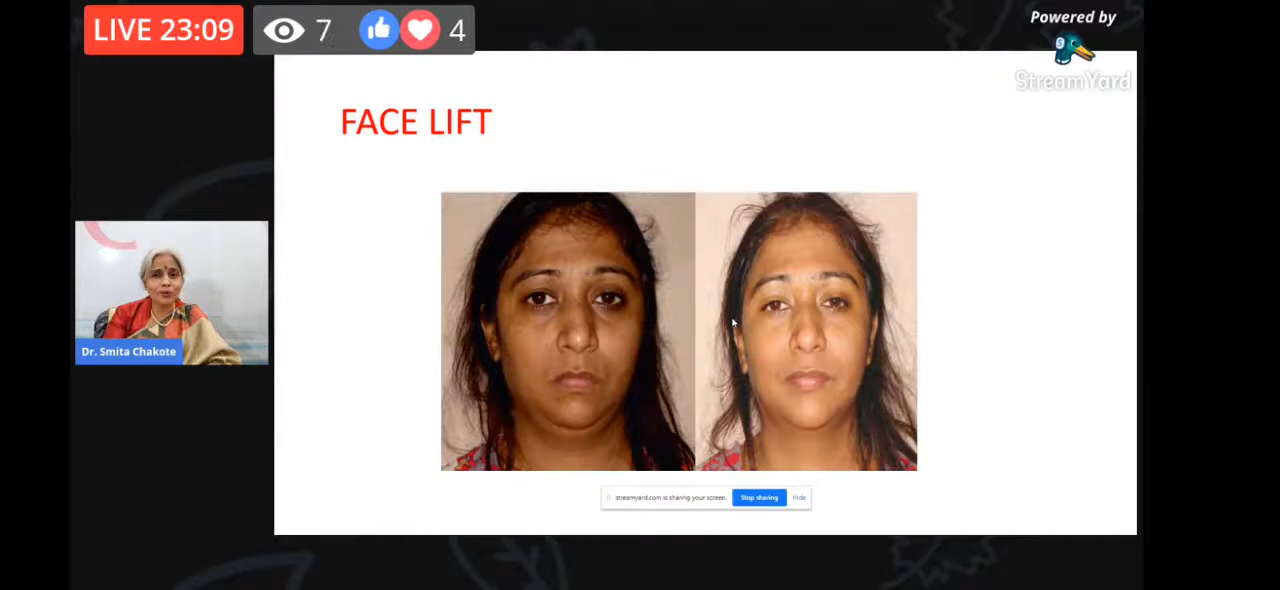 LIVE 23:09
7
4
Powered by
StreamYard
FACE LIFT
Dr. Smita Chakote
streamyard.com is sharing your screen.
Stop sharing
Hide